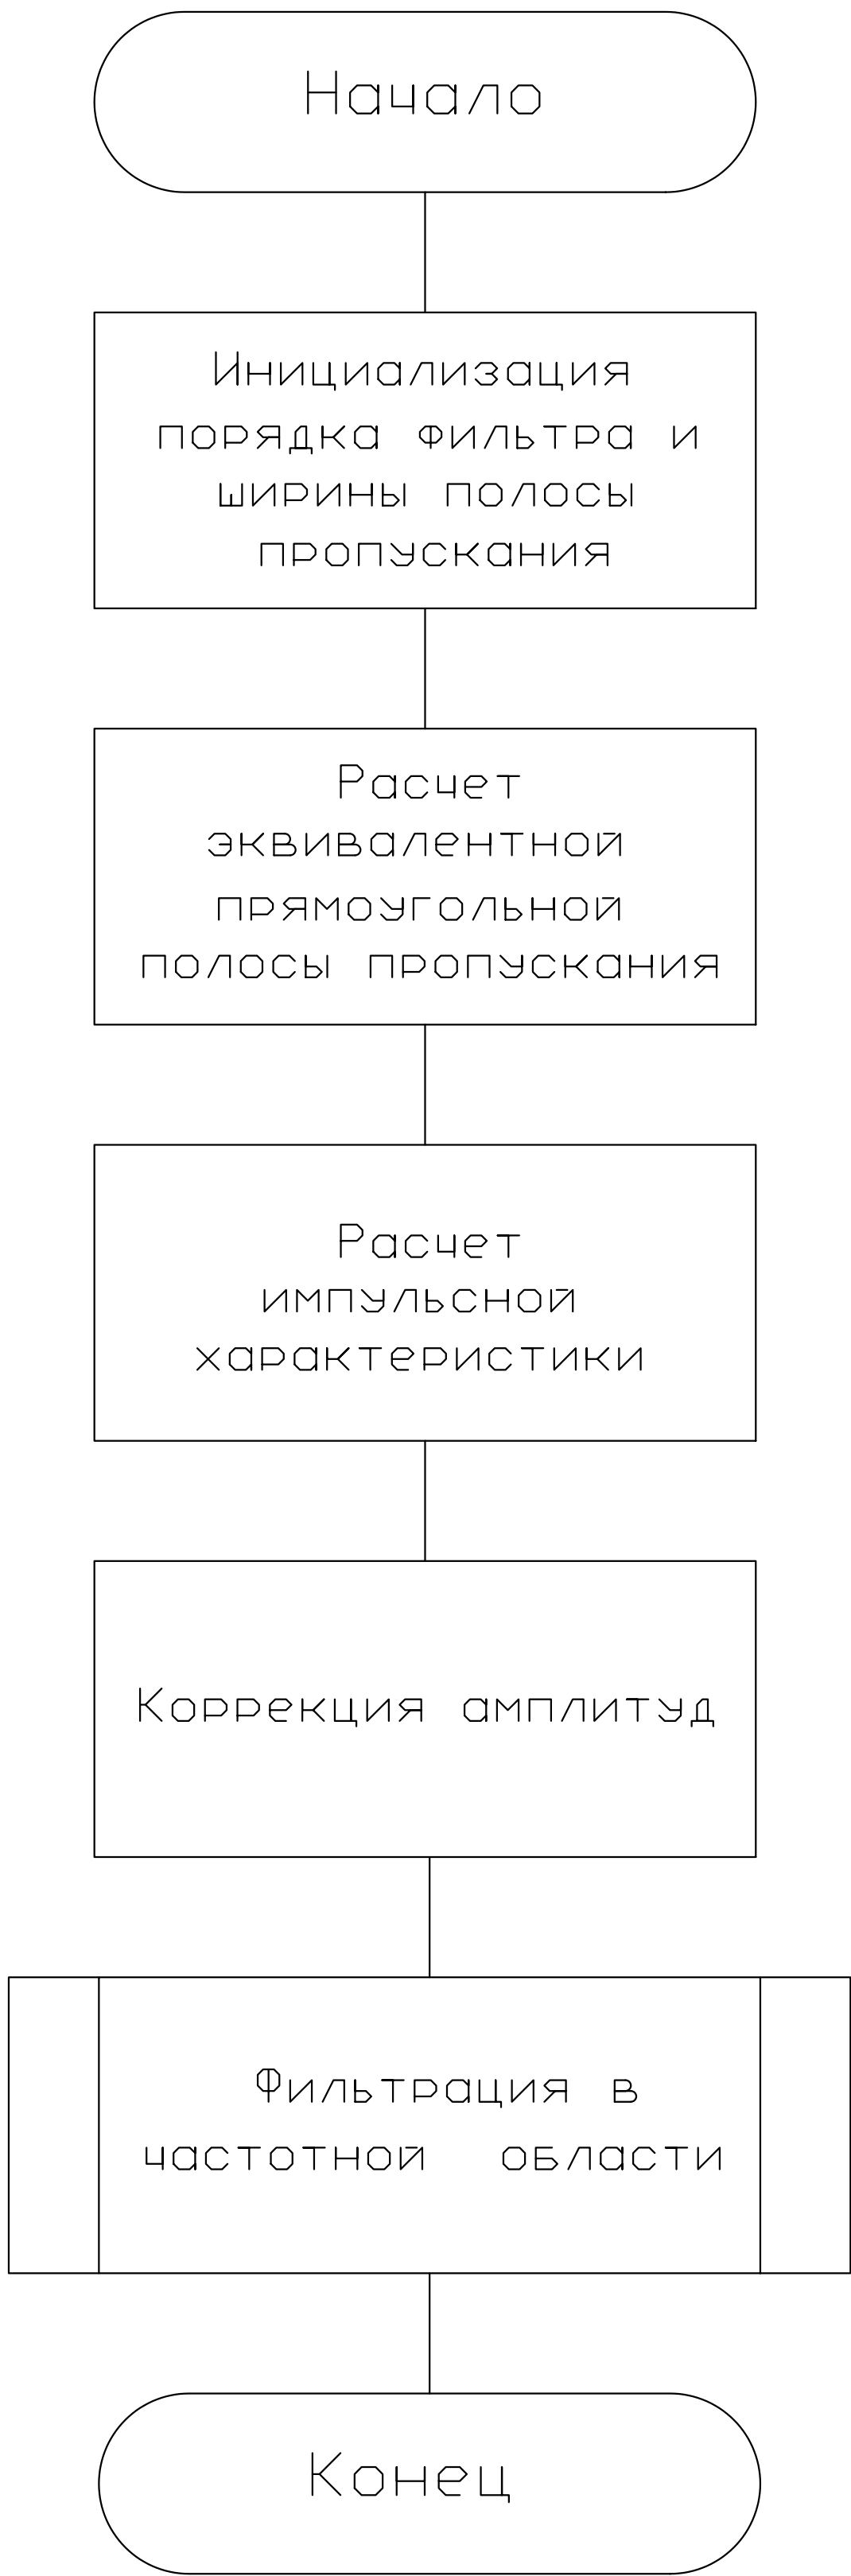 Начало
Инициализация
порядка фильтра и
ширины полосы
пропускания
Расчет
эквивалентной
прямоугольной
полосы пропускания
Расчет
импульсной
характеристики
Коррекция амплитуд
Фильтрация в
частотной области
Конец